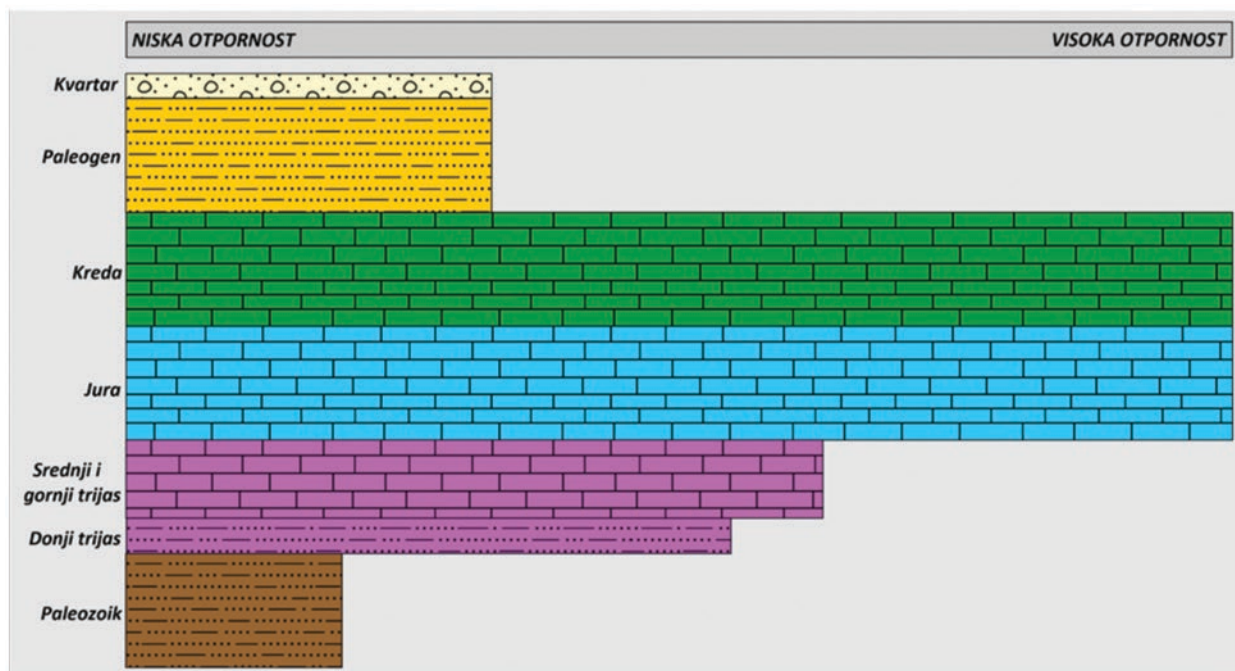 NISKA OTPORNOST
VISOKA OTPORNOST
Kvartar
Paleogen
Kreda
Jura
Srednji i
gornji trijas
Donji trijas
Paleozoik